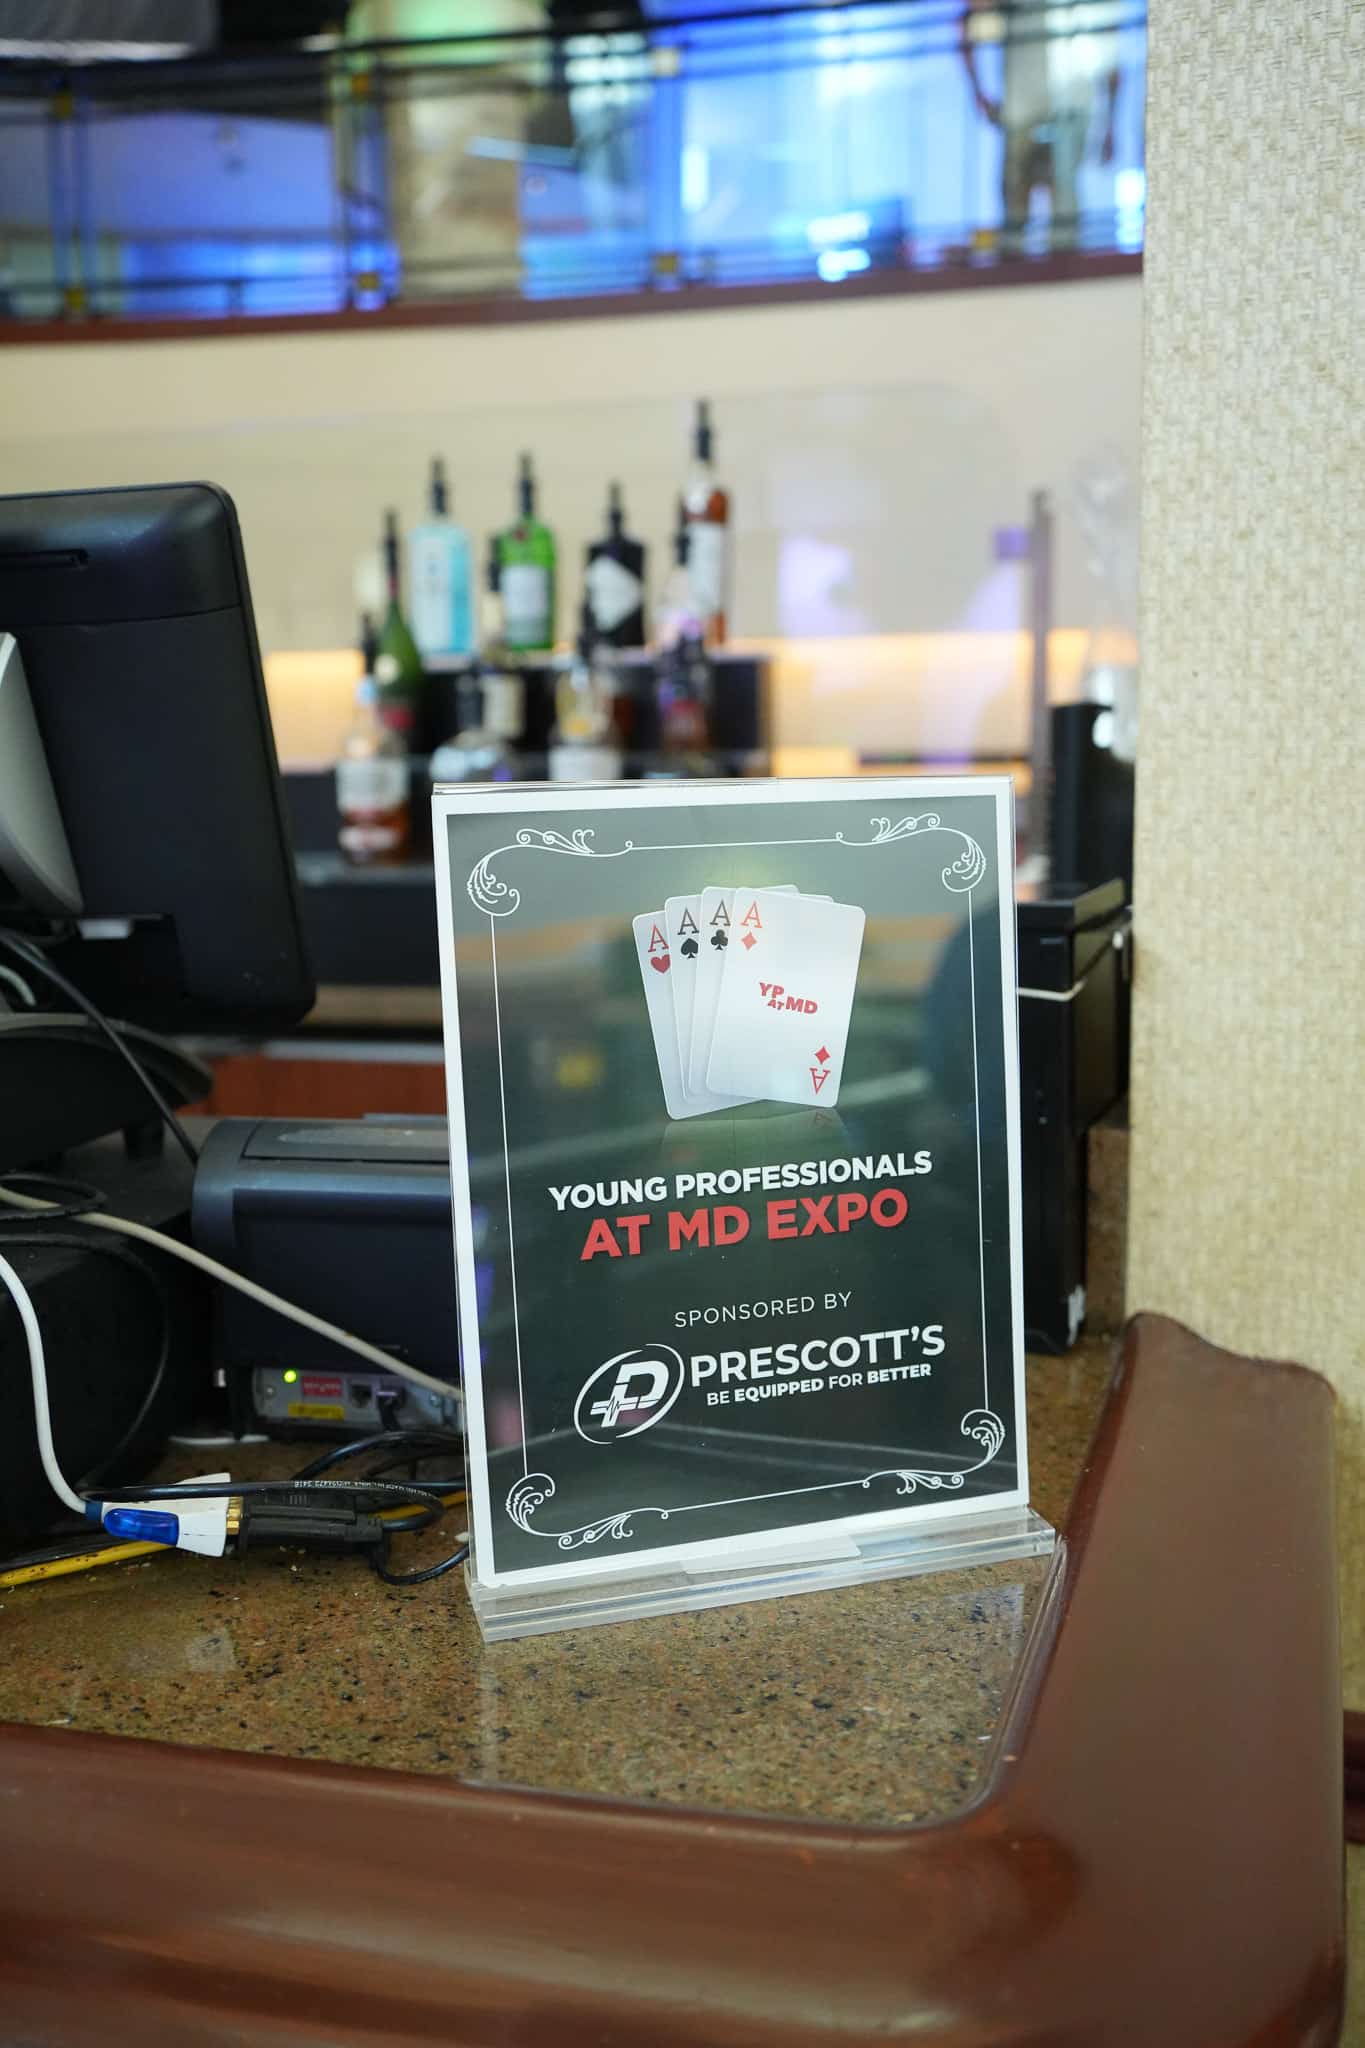 A A A A
YP
AT MD
A
YOUNG PROFESSIONALS
AT MD EXPO
SPONSORED BY
P PRESCOTT'S
BE EQUIPPED FOR BETTER